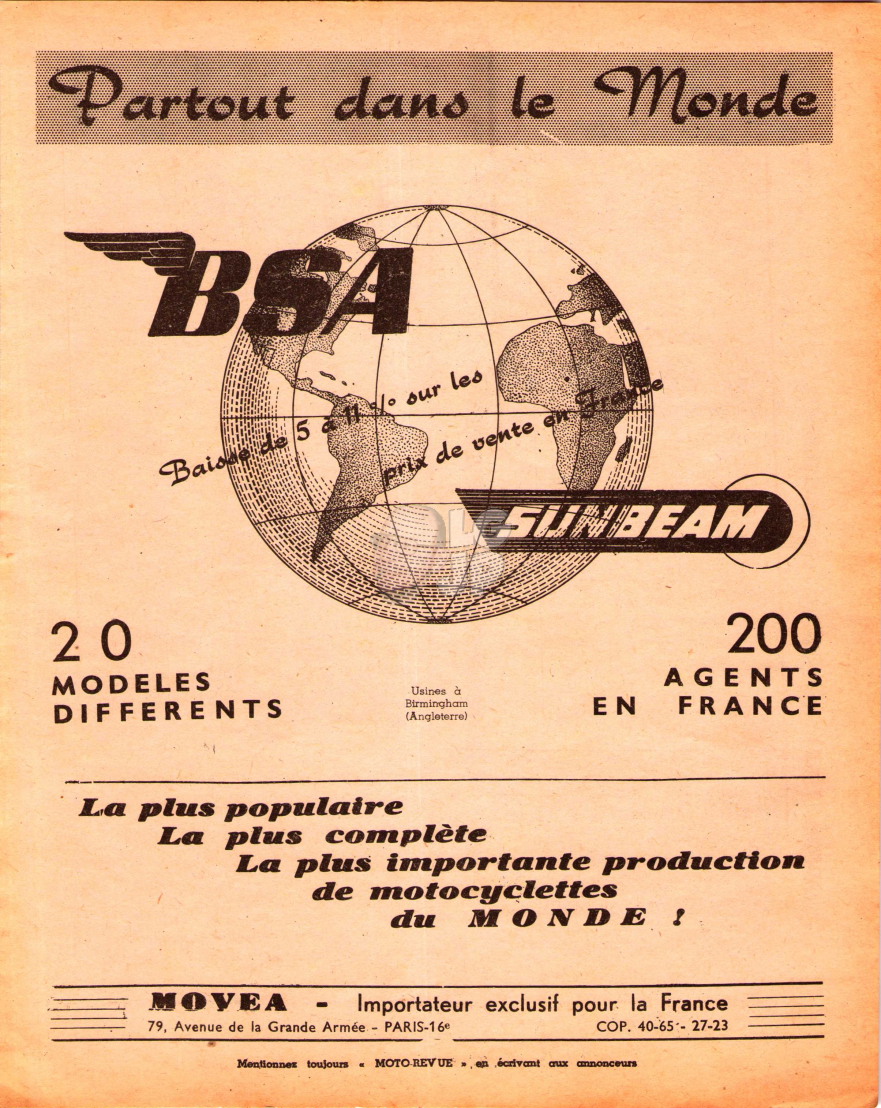 Partout dans le Monde
BSA
Baisse de 5 à 11 % sur les
prix de vente en France
SUNBEAM
20
MODELES
DIFFERENTS
200
AGENTS
EN FRANCE
Usines à
Birmingham
(Angleterre)
La plus populaire
La plus complète
La plus importante production
de motocyclettes
du MONDE !
MOVEA - Importateur exclusif pour la France
79, Avenue de la Grande Armée - PARIS-16e COP. 40-65 - 27-23
Mentionnez toujours « MOTO-REVUE » en écrivant aux annonceurs